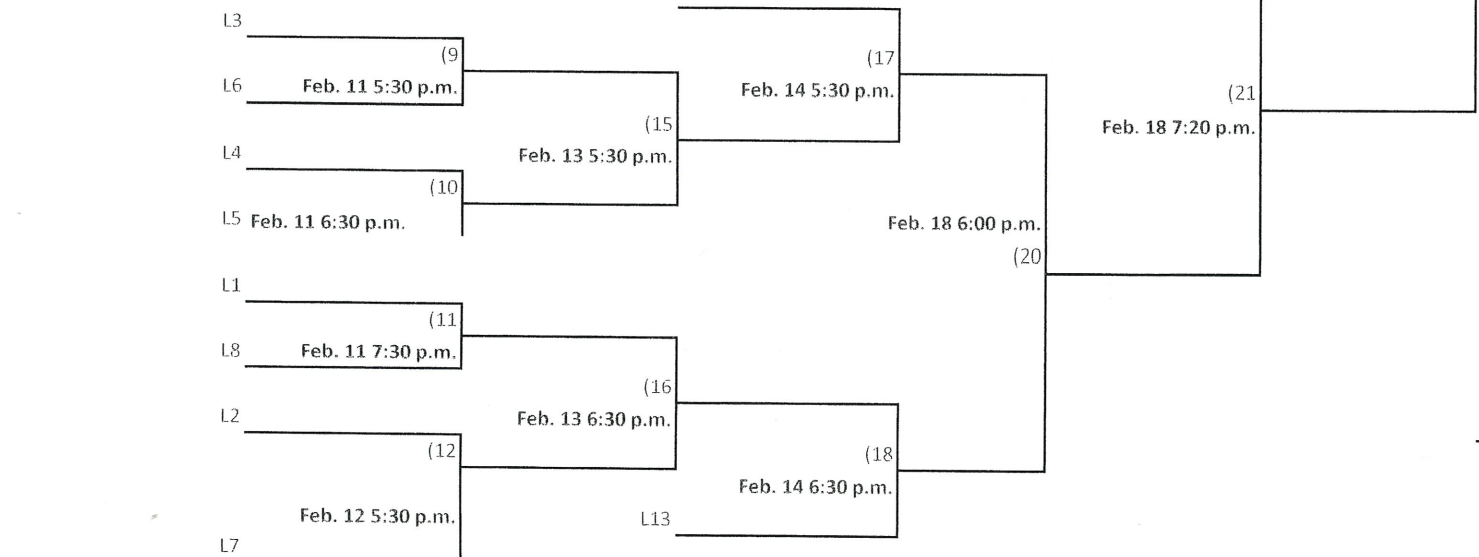 L3
(9
L6 Feb. 11 5:30 p.m.
(17
Feb. 14 5:30 p.m.
(21
Feb. 18 7:20 p.m.
(15
Feb. 13 5:30 p.m.
L4
(10
L5 Feb. 11 6:30 p.m.
Feb. 18 6:00 p.m.
(20
L1
(11
L8 Feb. 11 7:30 p.m.
(16
Feb. 13 6:30 p.m.
L2
(12
Feb. 12 5:30 p.m.
L7
(18
Feb. 14 6:30 p.m.
L13